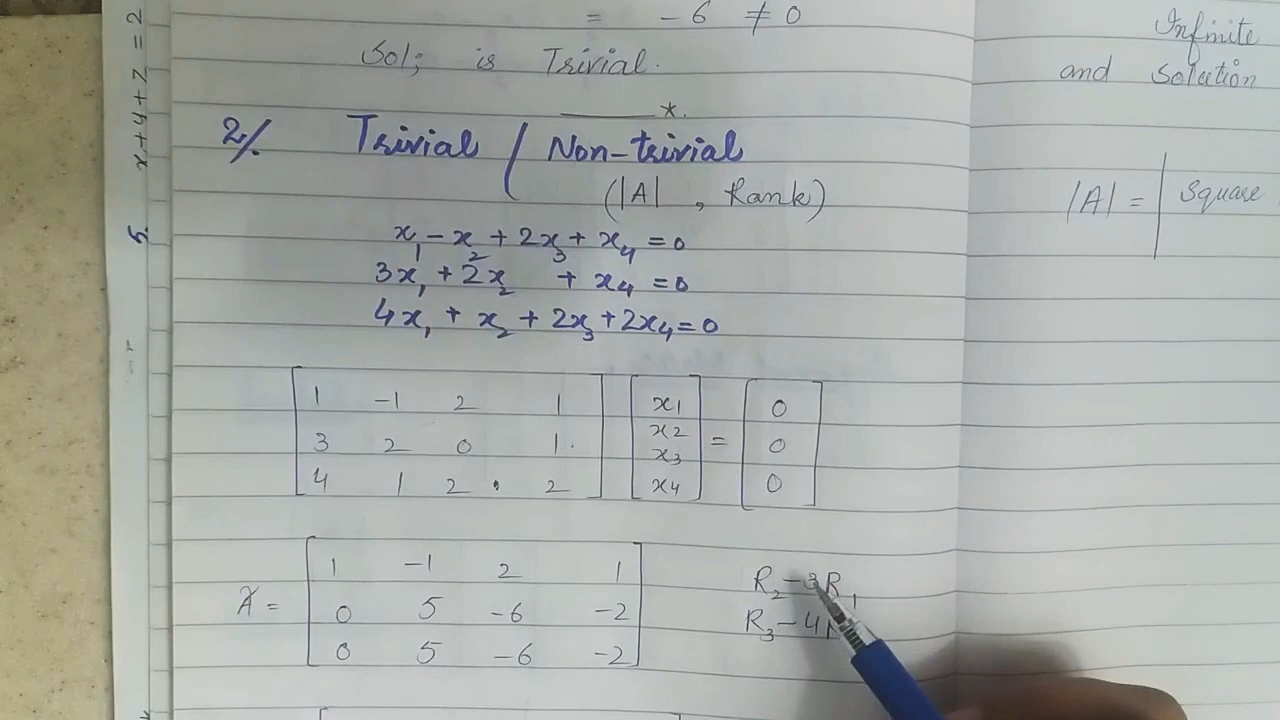 = -6 ≠ 0
Sol; is Trivial.
*.
2/. Trivial / Non-trivial
(|A| , Rank)
x₁ - x₂ + 2x₃ + x₄ = 0
3x₁ + 2x₂ + x₄ = 0
4x₁ + x₂ + 2x₃ + 2x₄ = 0
1 -1 2 1 x1 0
3 2 0 1. x2 = 0
x3
4 1 2 . 2 x4 0
1 -1 2 1 R₂-3R₁
A = 0 5 -6 -2 R₃-4
0 5 -6 -2
Infinite
and Solution
|A| = | Square
x+y+z=2
5.